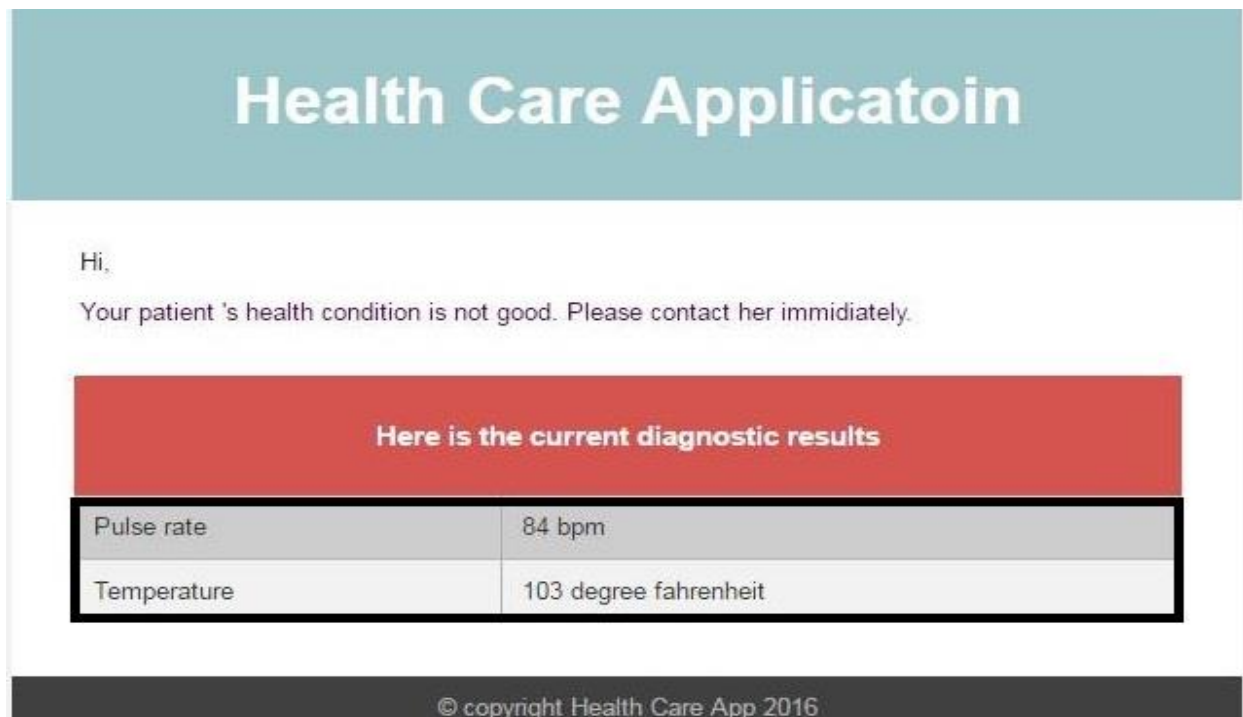 Health Care Applicatoin
Hi,
Your patient 's health condition is not good. Please contact her immidiately.
Here is the current diagnostic results
Pulse rate 84 bpm
Temperature 103 degree fahrenheit
© copyright Health Care App 2016